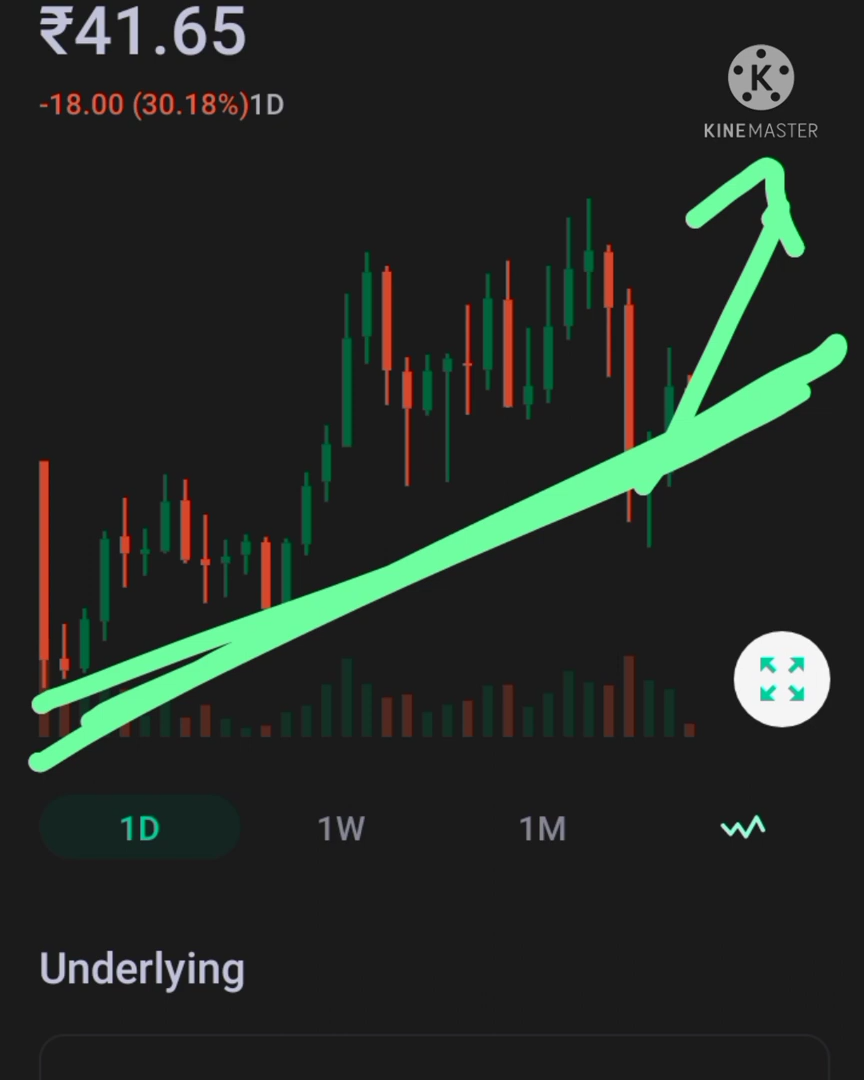 ₹41.65
-18.00 (30.18%)1D
K
KINEMASTER
1D
1W
1M
Underlying